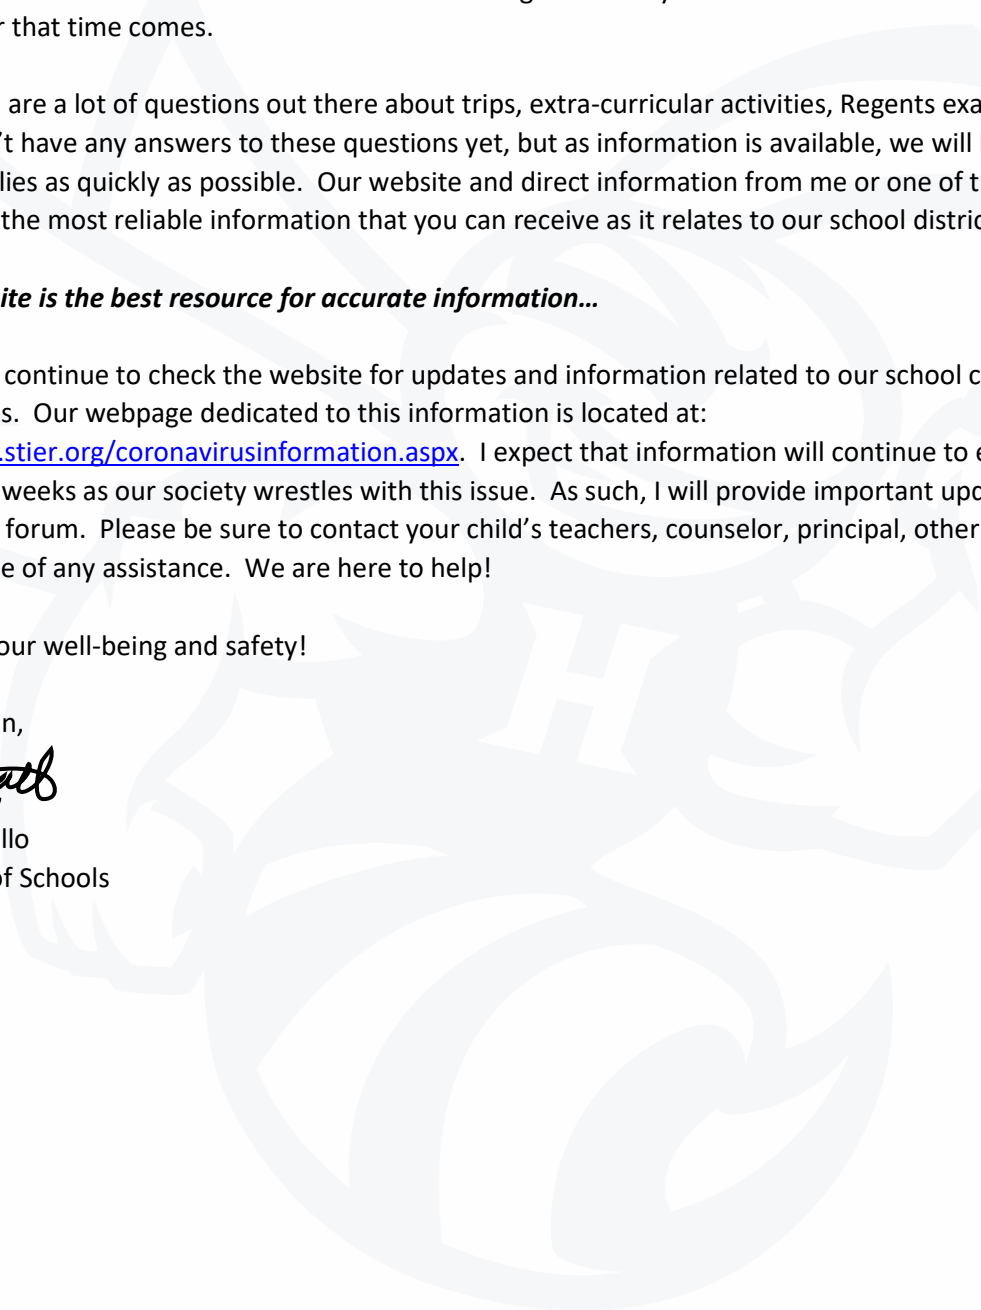 r that time comes.
are a lot of questions out there about trips, extra-curricular activities, Regents exa
't have any answers to these questions yet, but as information is available, we will
lies as quickly as possible.  Our website and direct information from me or one of t
the most reliable information that you can receive as it relates to our school distric
ite is the best resource for accurate information…
continue to check the website for updates and information related to our school c
s.  Our webpage dedicated to this information is located at:
.stier.org/coronavirusinformation.aspx.  I expect that information will continue to e
weeks as our society wrestles with this issue.  As such, I will provide important upd
forum.  Please be sure to contact your child's teachers, counselor, principal, other
e of any assistance.  We are here to help!
our well-being and safety!
n,
llo
of Schools
H